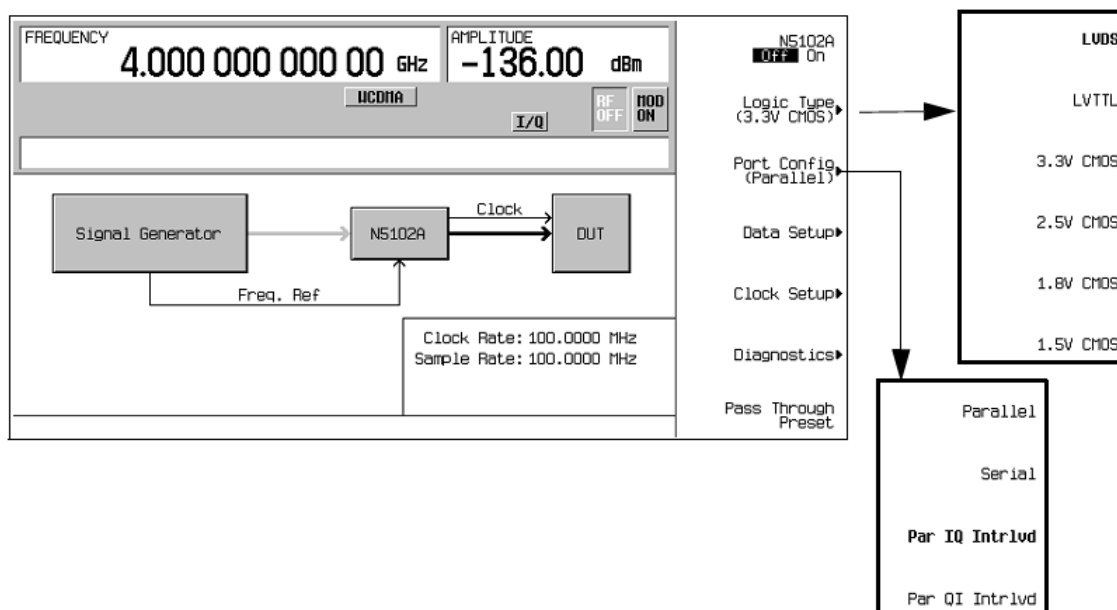 FREQUENCY
4.000 000 000 00 GHz
AMPLITUDE
-136.00 dBm
WCDMA
I/Q
RF
OFF
MOD
ON
Signal Generator
N5102A
Clock
DUT
Freq. Ref
Clock Rate: 100.0000 MHz
Sample Rate: 100.0000 MHz
N5102A
Off On
Logic Type
(3.3V CMOS)
Port Config
(Parallel)
Data Setup
Clock Setup
Diagnostics
Pass Through
Preset
LVDS
LVTTL
3.3V CMOS
2.5V CMOS
1.8V CMOS
1.5V CMOS
Parallel
Serial
Par IQ Intrlvd
Par QI Intrlvd